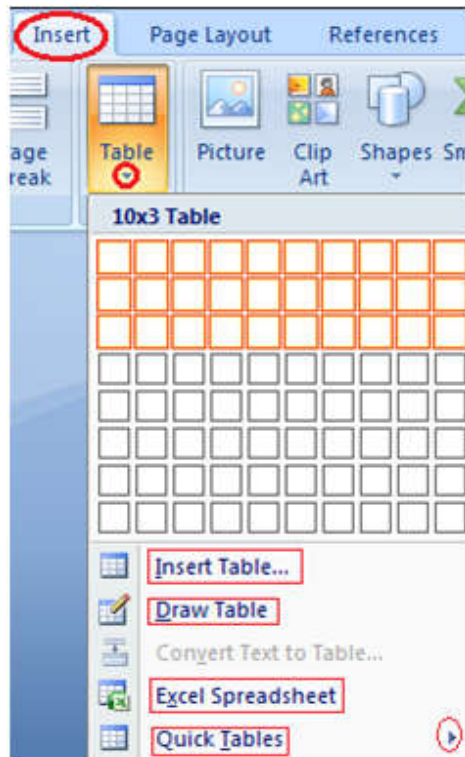 Insert Page Layout References
age
reak
Table Picture Clip
Art Shapes Sm
10x3 Table
Insert Table...
Draw Table
Convert Text to Table...
Excel Spreadsheet
Quick Tables